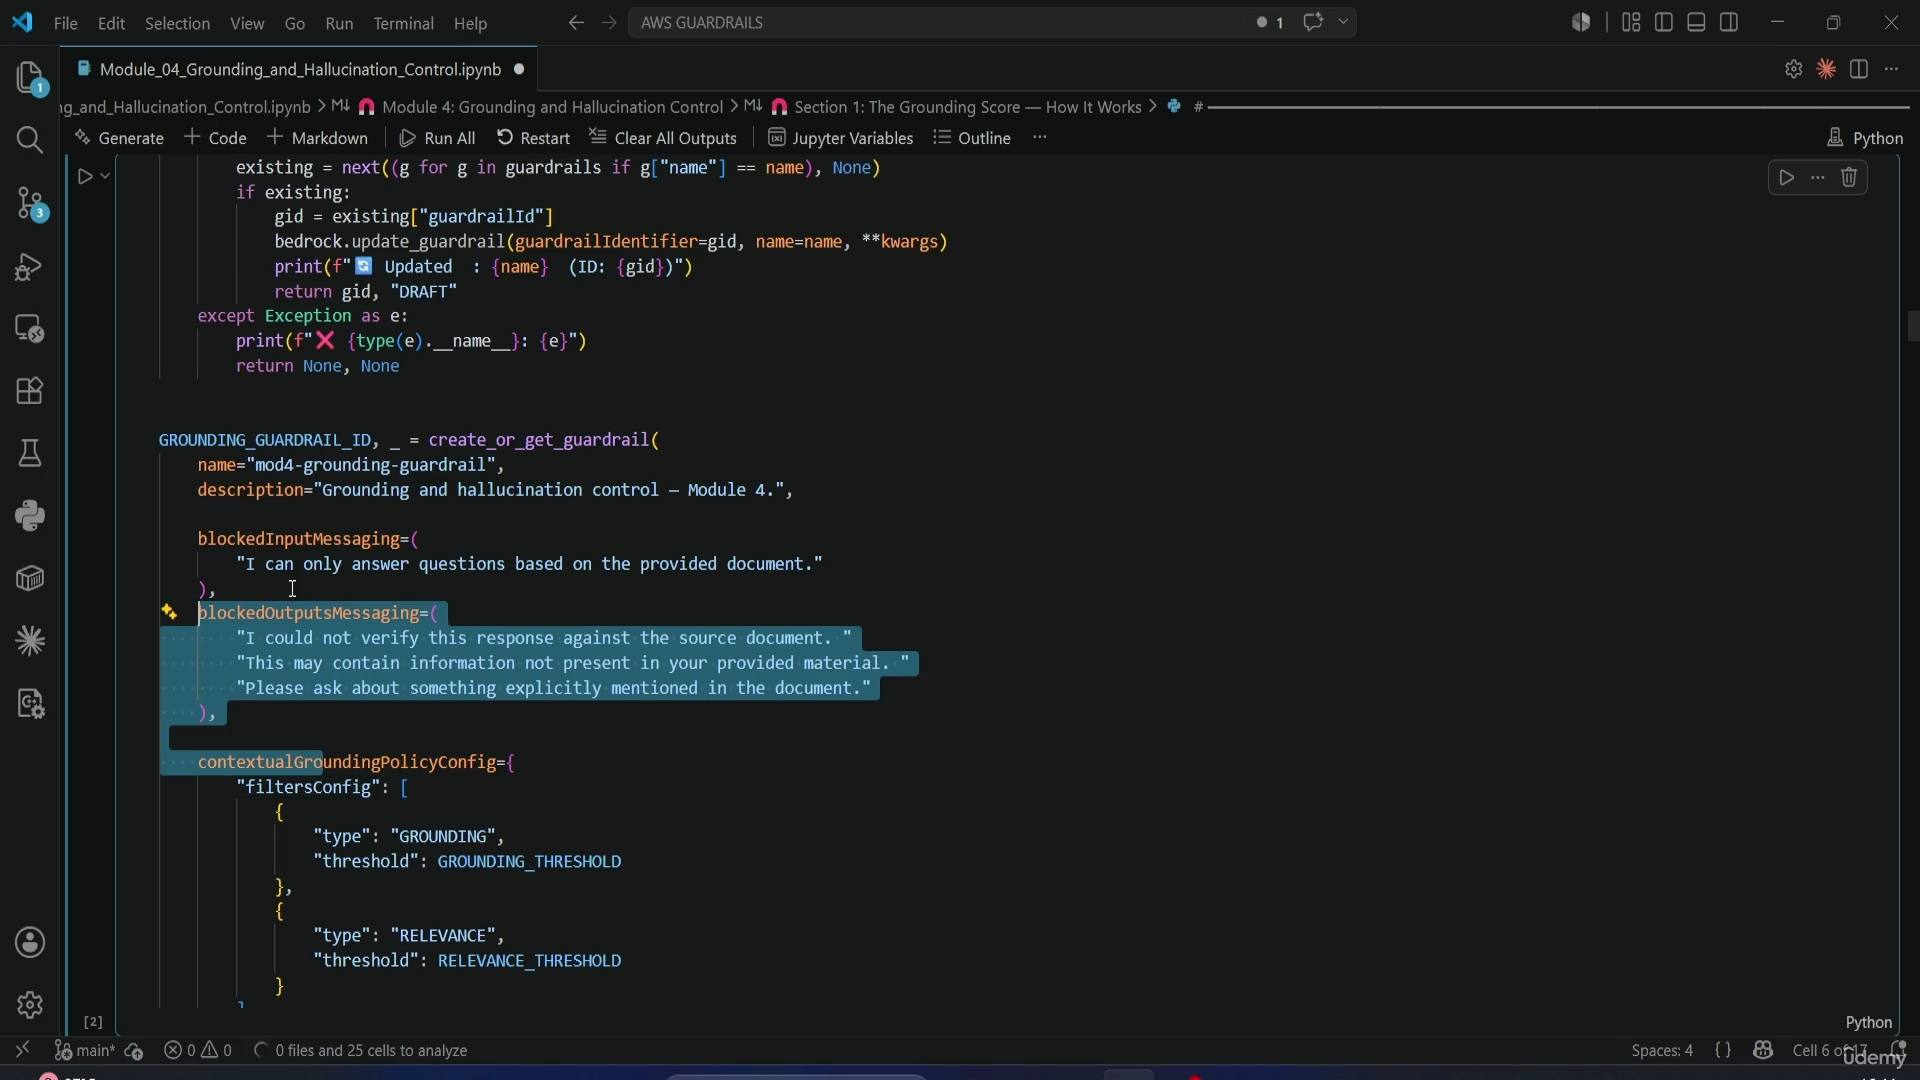 File Edit Selection View Go Run Terminal Help
AWS GUARDRAILS
1
Module_04_Grounding_and_Hallucination_Control.ipynb
ng_and_Hallucination_Control.ipynb > M↓ Module 4: Grounding and Hallucination Control > M↓ Section 1: The Grounding Score — How It Works > #
Generate + Code + Markdown Run All Restart Clear All Outputs Jupyter Variables Outline ··· Python
existing = next((g for g in guardrails if g["name"] == name), None)
if existing:
gid = existing["guardrailId"]
bedrock.update_guardrail(guardrailIdentifier=gid, name=name, **kwargs)
print(f"🔄 Updated : {name} (ID: {gid})")
return gid, "DRAFT"
except Exception as e:
print(f"❌ {type(e).__name__}: {e}")
return None, None
GROUNDING_GUARDRAIL_ID, _ = create_or_get_guardrail(
name="mod4-grounding-guardrail",
description="Grounding and hallucination control — Module 4.",
blockedInputMessaging=(
"I can only answer questions based on the provided document."
),
blockedOutputsMessaging=(
"I could not verify this response against the source document. "
"This may contain information not present in your provided material. "
"Please ask about something explicitly mentioned in the document."
),
contextualGroundingPolicyConfig={
"filtersConfig": [
{
"type": "GROUNDING",
"threshold": GROUNDING_THRESHOLD
},
{
"type": "RELEVANCE",
"threshold": RELEVANCE_THRESHOLD
}
]
[2]
Python
1
3
main* 0 0 0 files and 25 cells to analyze
Spaces: 4 {} Cell 6 of 17
udemy